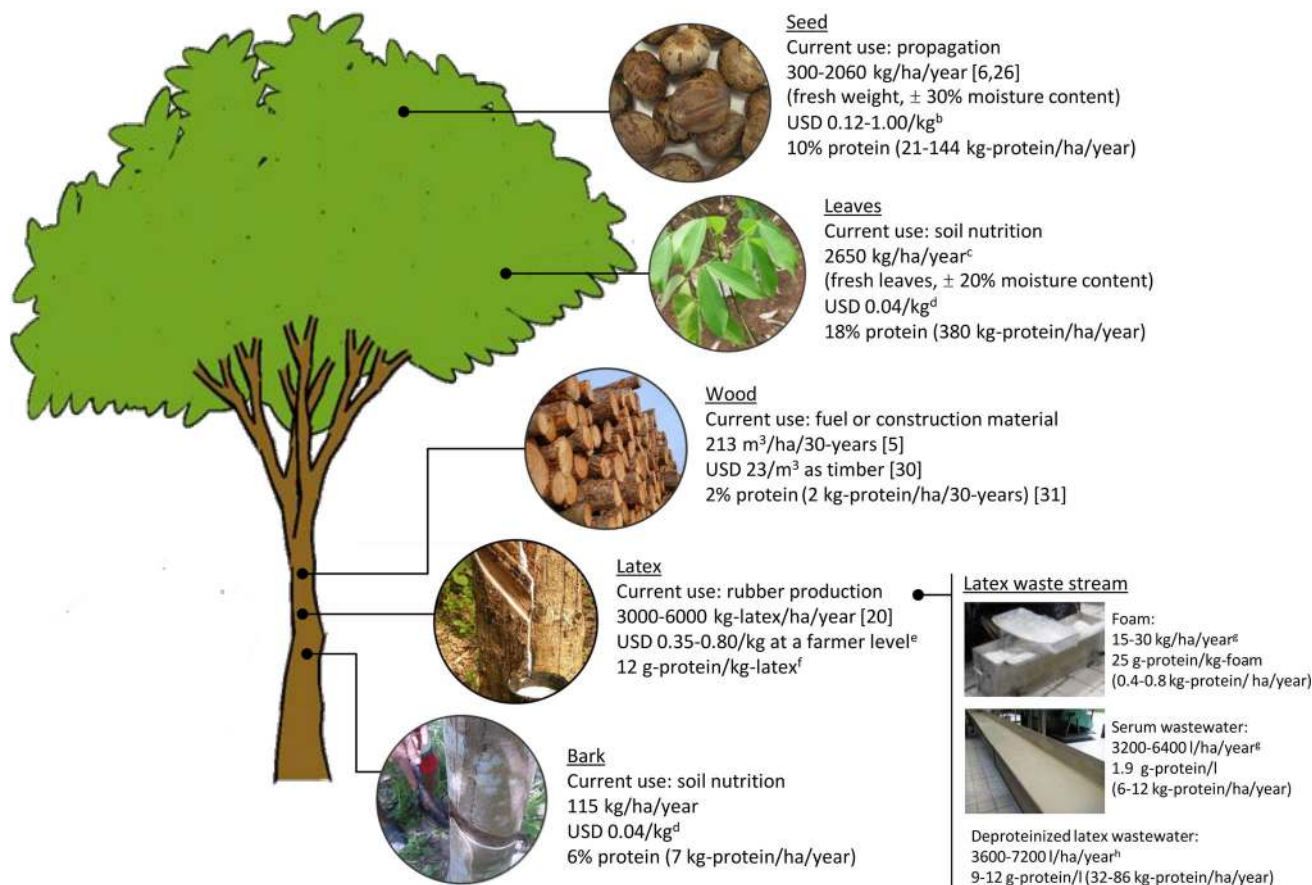 Seed
Current use: propagation
300-2060 kg/ha/year [6,26]
(fresh weight, ± 30% moisture content)
USD 0.12-1.00/kgᵇ
10% protein (21-144 kg-protein/ha/year)
Leaves
Current use: soil nutrition
2650 kg/ha/yearᶜ
(fresh leaves, ± 20% moisture content)
USD 0.04/kgᵈ
18% protein (380 kg-protein/ha/year)
Wood
Current use: fuel or construction material
213 m³/ha/30-years [5]
USD 23/m³ as timber [30]
2% protein (2 kg-protein/ha/30-years) [31]
Latex
Current use: rubber production
3000-6000 kg-latex/ha/year [20]
USD 0.35-0.80/kg at a farmer levelᵉ
12 g-protein/kg-latexᶠ
Bark
Current use: soil nutrition
115 kg/ha/year
USD 0.04/kgᵈ
6% protein (7 kg-protein/ha/year)
Latex waste stream
Foam:
15-30 kg/ha/yearᵍ
25 g-protein/kg-foam
(0.4-0.8 kg-protein/ ha/year)
Serum wastewater:
3200-6400 l/ha/yearᵍ
1.9 g-protein/l
(6-12 kg-protein/ha/year)
Deproteinized latex wastewater:
3600-7200 l/ha/yearʰ
9-12 g-protein/l (32-86 kg-protein/ha/year)